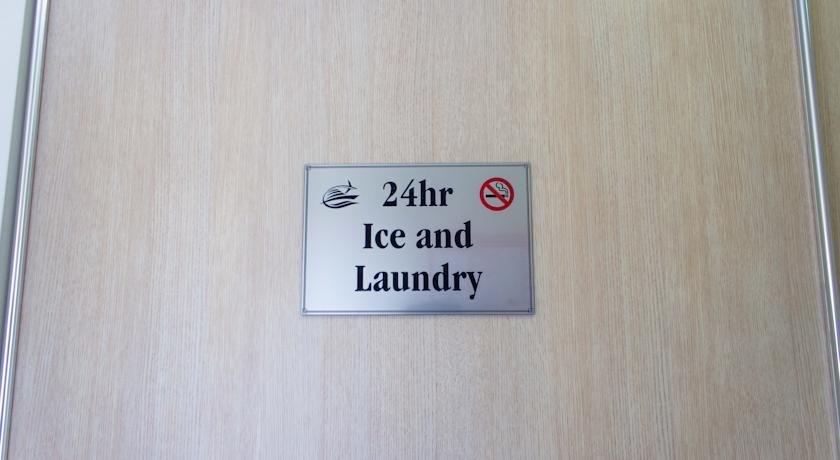 24hr
Ice and
Laundry